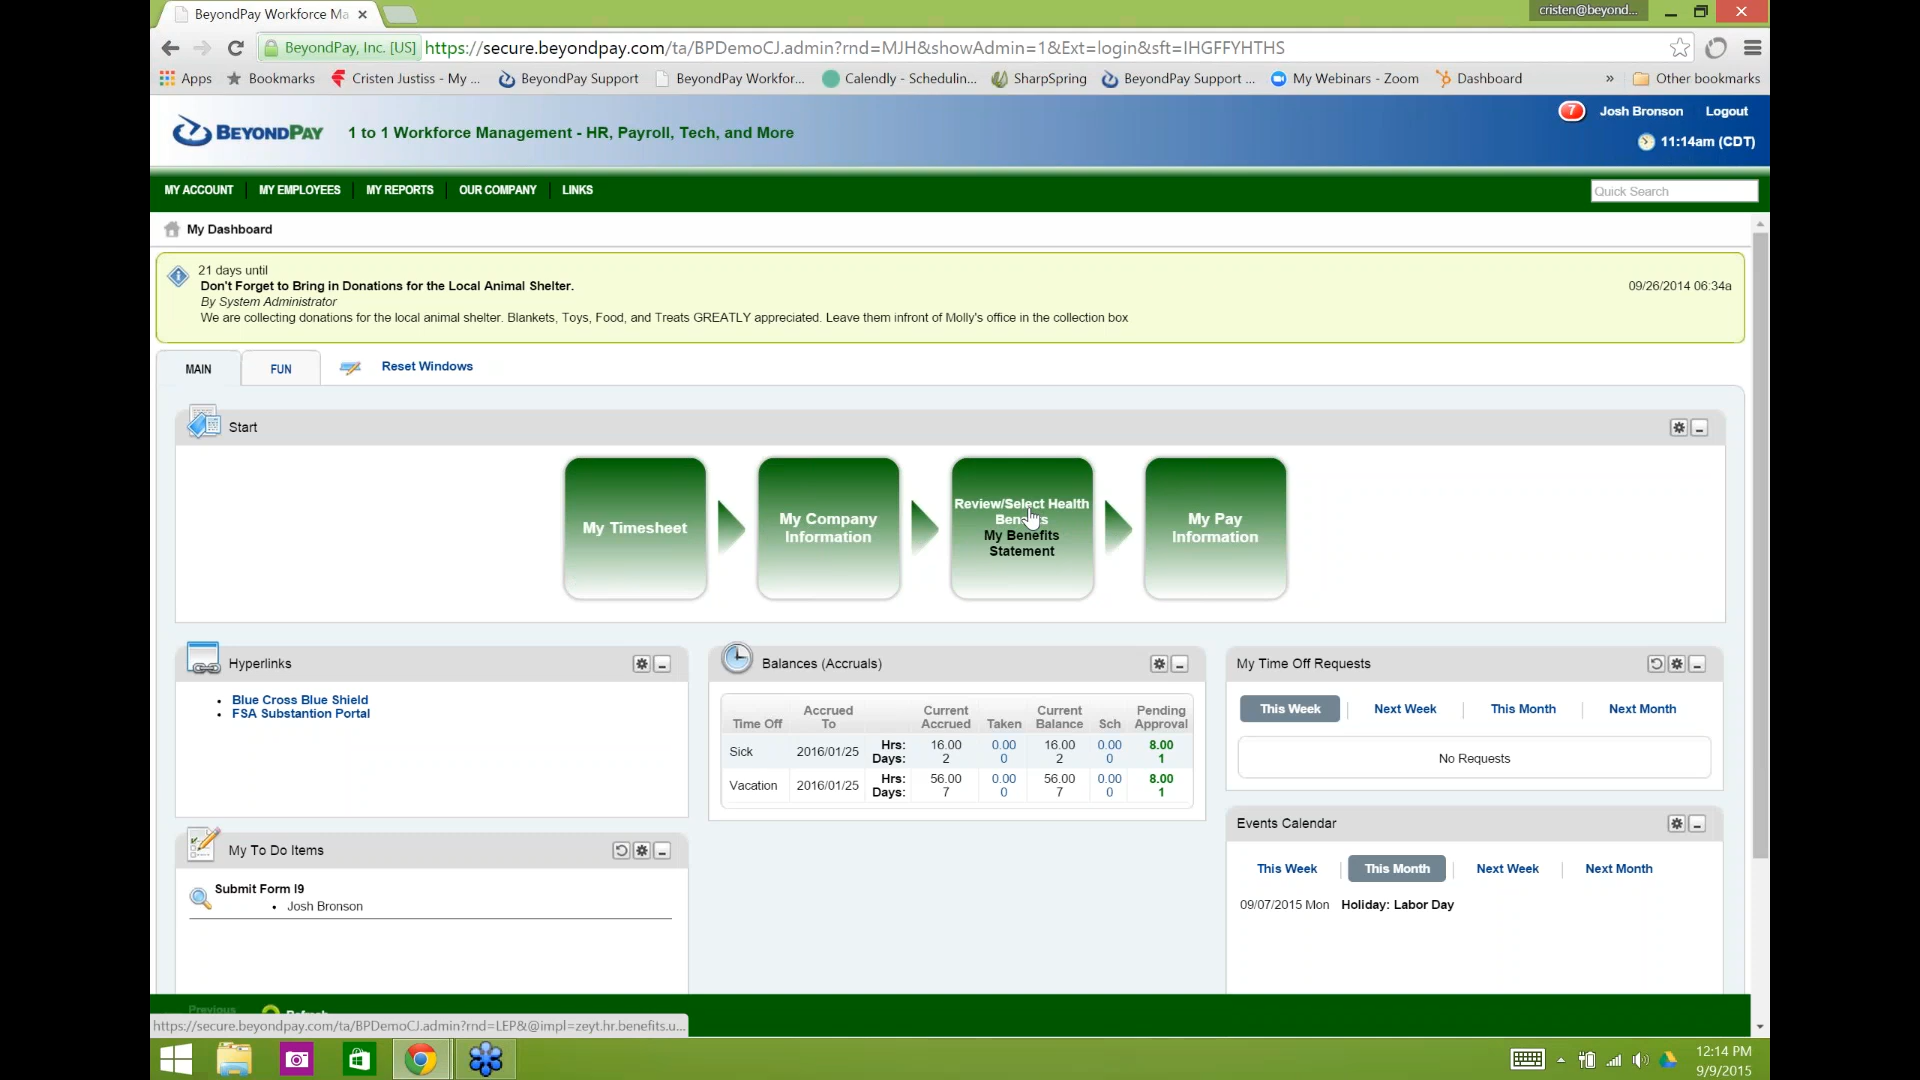 BeyondPay Workforce Ma
cristen@beyond...
BeyondPay, Inc. [US]
https://secure.beyondpay.com/ta/BPDemoCJ.admin?rnd=MJH&showAdmin=1&Ext=login&sft=IHGFFYHTHS
Apps Bookmarks Cristen Justiss - My ... BeyondPay Support BeyondPay Workfor... Calendly - Schedulin... SharpSpring BeyondPay Support ... My Webinars - Zoom Dashboard » Other bookmarks
7 Josh Bronson Logout
BEYONDPAY 1 to 1 Workforce Management - HR, Payroll, Tech, and More
11:14am (CDT)
MY ACCOUNT MY EMPLOYEES MY REPORTS OUR COMPANY LINKS Quick Search
My Dashboard
21 days until
Don't Forget to Bring in Donations for the Local Animal Shelter. 09/26/2014 06:34a
By System Administrator
We are collecting donations for the local animal shelter. Blankets, Toys, Food, and Treats GREATLY appreciated. Leave them infront of Molly's office in the collection box
MAIN FUN Reset Windows
Start
My Timesheet
My Company
Information
Review/Select Health
Benefits
My Benefits
Statement
My Pay
Information
Hyperlinks
Blue Cross Blue Shield
FSA Substantion Portal
Balances (Accruals)
Time Off Accrued To Current Accrued Taken Current Balance Sch Pending Approval
Sick 2016/01/25 Hrs: 16.00 0.00 16.00 0.00 8.00
Days: 2 0 2 0 1
Vacation 2016/01/25 Hrs: 56.00 0.00 56.00 0.00 8.00
Days: 7 0 7 0 1
My Time Off Requests
This Week Next Week This Month Next Month
No Requests
My To Do Items
Submit Form I9
Josh Bronson
Events Calendar
This Week This Month Next Week Next Month
09/07/2015 Mon Holiday: Labor Day
Previous Refresh
https://secure.beyondpay.com/ta/BPDemoCJ.admin?rnd=LEP&@impl=zeyt.hr.benefits.u...
12:14 PM
9/9/2015